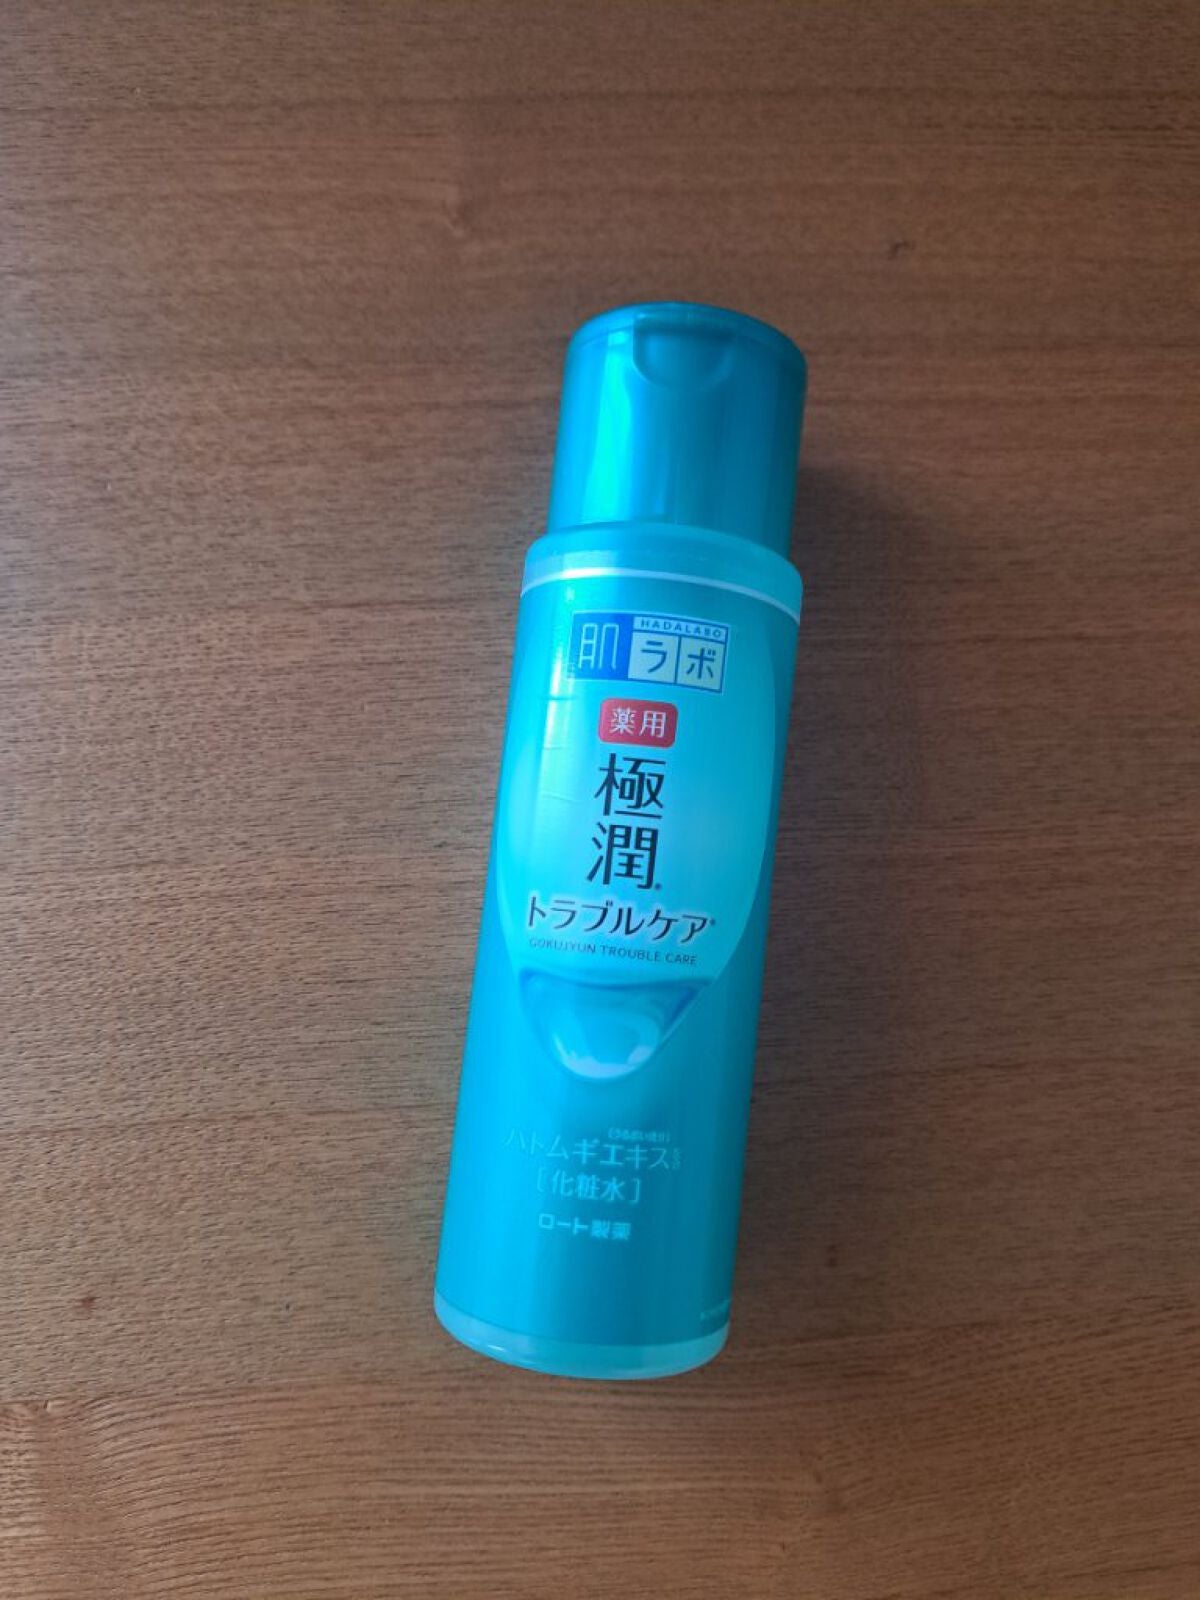 HADALABO
肌ラボ
薬用
極
潤®
トラブルケア®
GOKUJYUN TROUBLE CARE
[うるおい成分]
ハトムギエキス
[化粧水]
ロート製薬